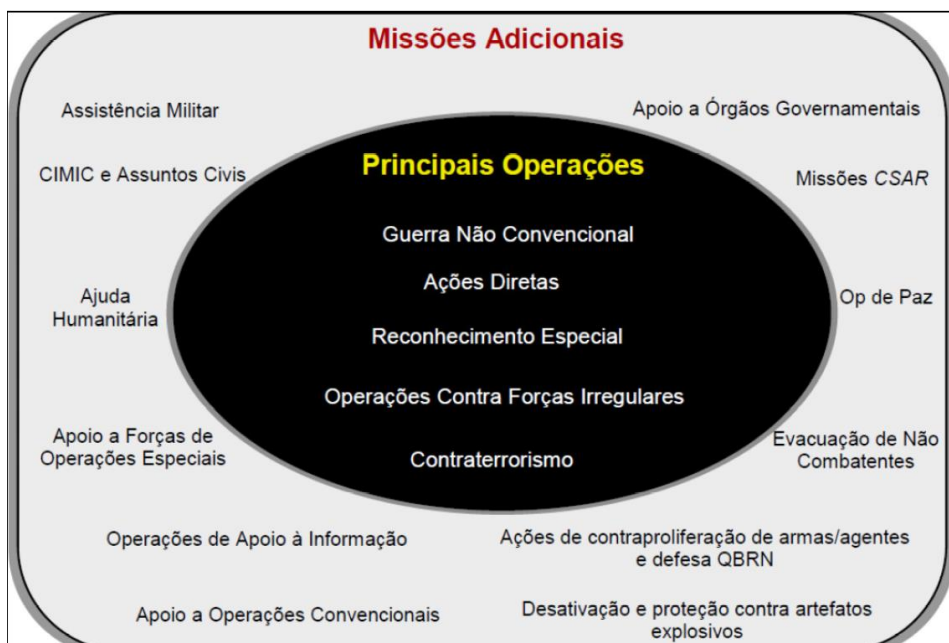 Missões Adicionais
Assistência Militar
Apoio a Órgãos Governamentais
CIMIC e Assuntos Civis
Principais Operações
Missões CSAR
Guerra Não Convencional
Ações Diretas
Ajuda
Humanitária
Op de Paz
Reconhecimento Especial
Operações Contra Forças Irregulares
Apoio a Forças de
Operações Especiais
Contraterrorismo
Evacuação de Não
Combatentes
Operações de Apoio à Informação
Ações de contraproliferação de armas/agentes
e defesa QBRN
Apoio a Operações Convencionais
Desativação e proteção contra artefatos
explosivos